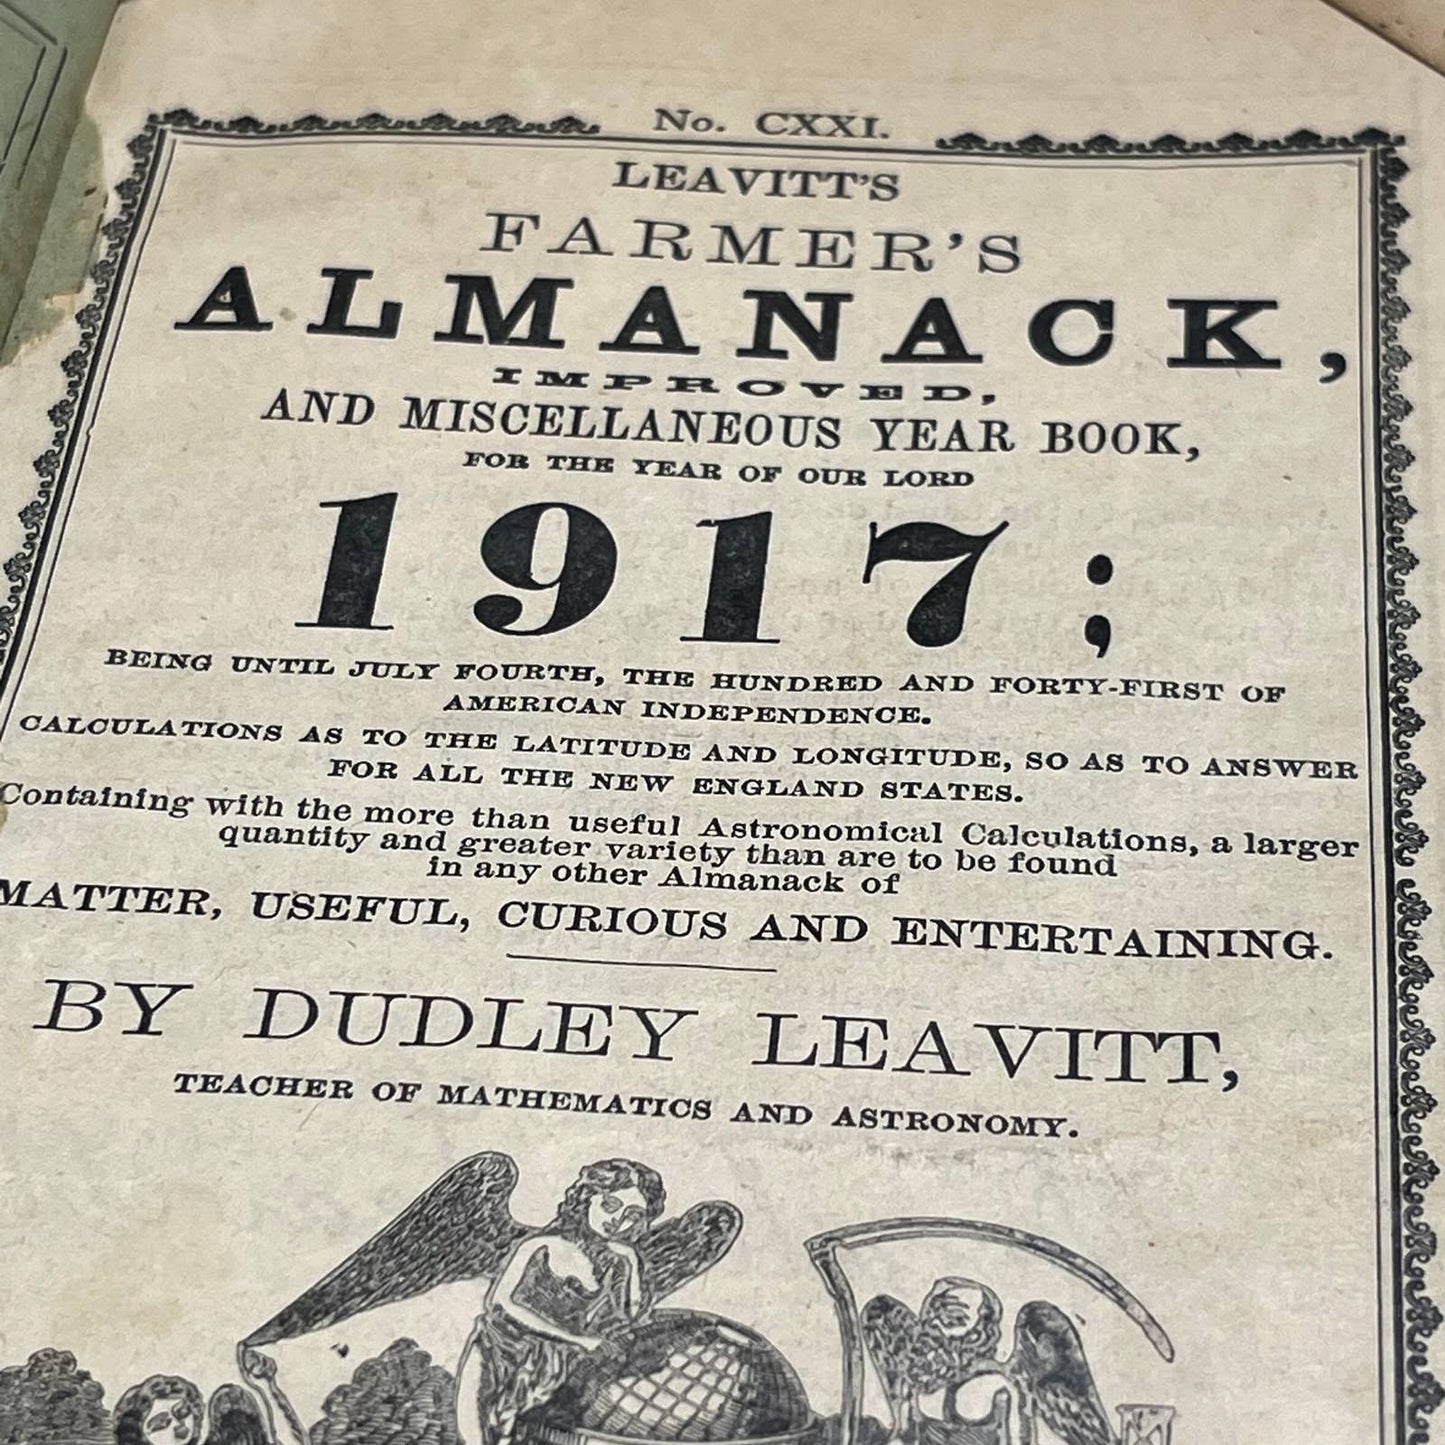 No. CXXI.
LEAVITT'S
FARMER'S
ALMANACK,
IMPROVED,
AND MISCELLANEOUS YEAR BOOK,
FOR THE YEAR OF OUR LORD
1917;
BEING UNTIL JULY FOURTH, THE HUNDRED AND FORTY-FIRST OF
AMERICAN INDEPENDENCE.
CALCULATIONS AS TO THE LATITUDE AND LONGITUDE, SO AS TO ANSWER
FOR ALL THE NEW ENGLAND STATES.
Containing with the more than useful Astronomical Calculations, a larger
quantity and greater variety than are to be found
in any other Almanack of
MATTER, USEFUL, CURIOUS AND ENTERTAINING.
BY DUDLEY LEAVITT,
TEACHER OF MATHEMATICS AND ASTRONOMY.